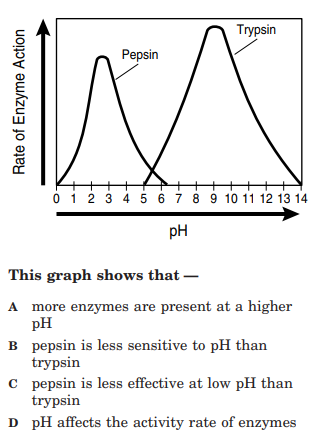 Rate of Enzyme Action
Pepsin
Trypsin
0 1 2 3 4 5 6 7 8 9 10 11 12 13 14
pH
This graph shows that —
A more enzymes are present at a higher
pH
B pepsin is less sensitive to pH than
trypsin
C pepsin is less effective at low pH than
trypsin
D pH affects the activity rate of enzymes